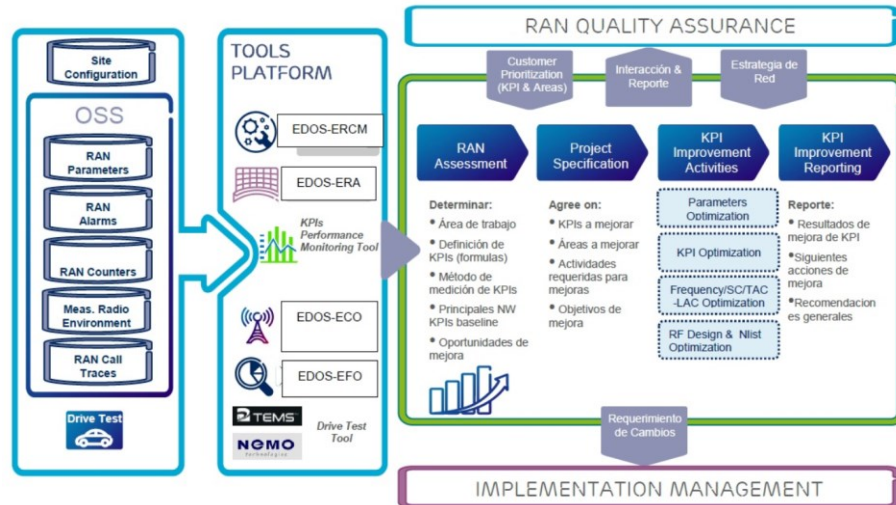 Site
Configuration
OSS
RAN
Parameters
RAN
Alarms
RAN Counters
Meas. Radio
Environment
RAN Call
Traces
Drive Test
TOOLS
PLATFORM
EDOS-ERCM
EDOS-ERA
KPIs
Performance
Monitoring Tool
EDOS-ECO
EDOS-EFO
TEMS
NEMO
technologies
Drive Test
Tool
RAN QUALITY ASSURANCE
Customer
Prioritization
(KPI & Areas)
Interacción &
Reporte
Estrategia de
Red
RAN
Assessment
Project
Specification
KPI
Improvement
Activities
KPI
Improvement
Reporting
Determinar:
• Área de trabajo
• Definición de
KPIs (formulas)
• Método de
medición de KPIs
• Principales NW
KPIs baseline
• Oportunidades de
mejora
Agree on:
• KPIs a mejorar
• Áreas a mejorar
• Actividades
requeridas para
mejoras
• Objetivos de
mejora
Parameters
Optimization
KPI Optimization
Frequency/SC/TAC
-LAC Optimization
RF Design & Nlist
Optimization
Reporte:
• Resultados de
mejora de KPI
• Siguientes
acciones de
mejora
•Recomendacion
es generales
Requerimiento
de Cambios
IMPLEMENTATION MANAGEMENT